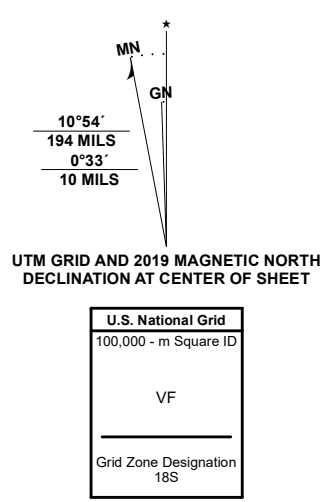 ★
MN
GN
10°54´
194 MILS
0°33´
10 MILS
UTM GRID AND 2019 MAGNETIC NORTH
DECLINATION AT CENTER OF SHEET
U.S. National Grid
100,000 - m Square ID
VF
Grid Zone Designation
18S